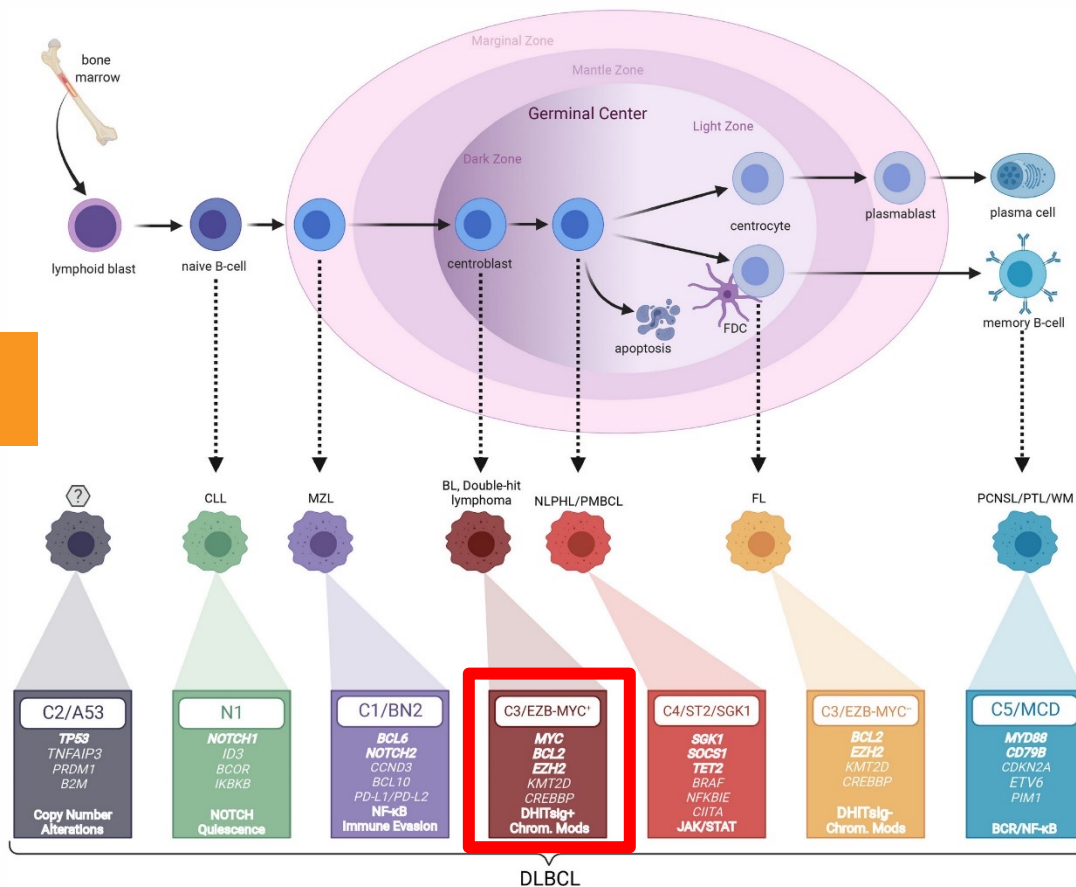 Marginal Zone
Mantle Zone
Germinal Center
Light Zone
Dark Zone
bone
marrow
lymphoid blast
naive B-cell
centroblast
centrocyte
plasmablast
plasma cell
FDC
apoptosis
memory B-cell
?
CLL
MZL
BL, Double-hit
lymphoma
NLPHL/PMBCL
FL
PCNSL/PTL/WM
C2/A53
TP53
TNFAIP3
PRDM1
B2M
Copy Number
Alterations
N1
NOTCH1
ID3
BCOR
IKBKB
NOTCH
Quiescence
C1/BN2
BCL6
NOTCH2
CCND3
BCL10
PD-L1/PD-L2
NF-κB
Immune Evasion
C3/EZB-MYC⁺
MYC
BCL2
EZH2
KMT2D
CREBBP
DHITsig+
Chrom. Mods
C4/ST2/SGK1
SGK1
SOCS1
TET2
BRAF
NFKBIE
CIITA
JAK/STAT
C3/EZB-MYC⁻
BCL2
EZH2
KMT2D
CREBBP
DHITsig-
Chrom. Mods
C5/MCD
MYD88
CD79B
CDKN2A
ETV6
PIM1
BCR/NF-κB
DLBCL